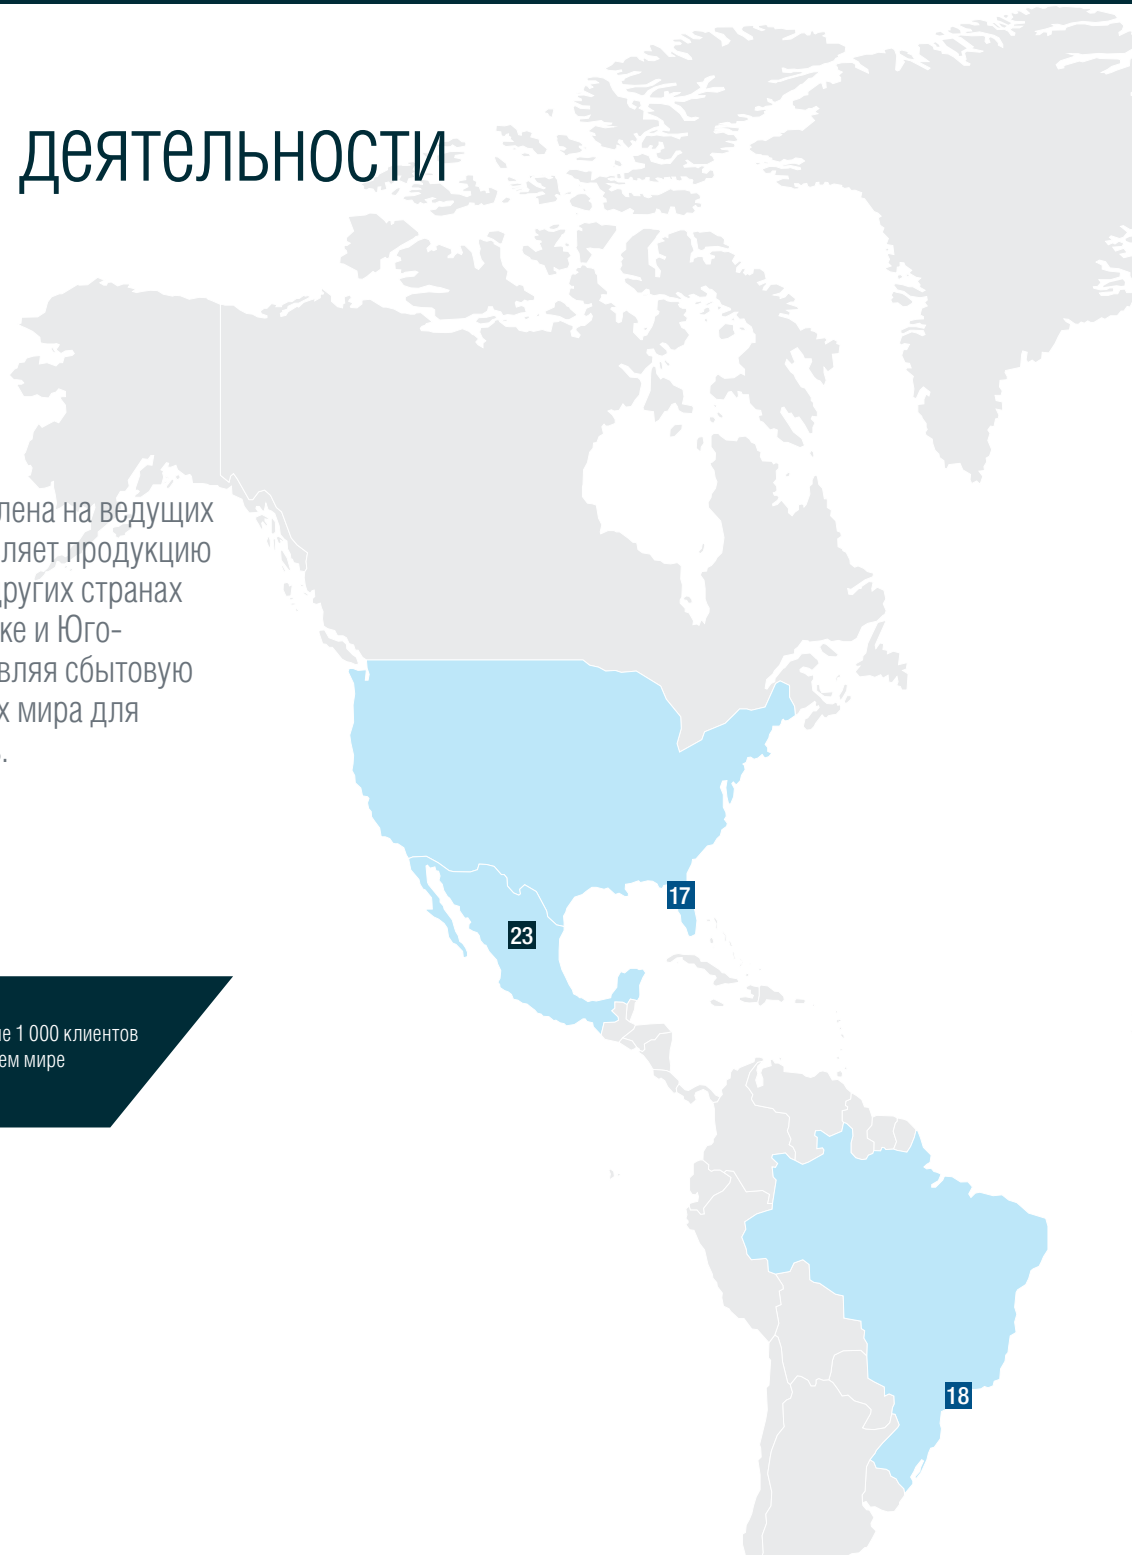 деятельности
лена на ведущих
ляет продукцию
других странах
ке и Юго-
вляя сбытовую
х мира для
.
17
23
е 1 000 клиентов
ем мире
18